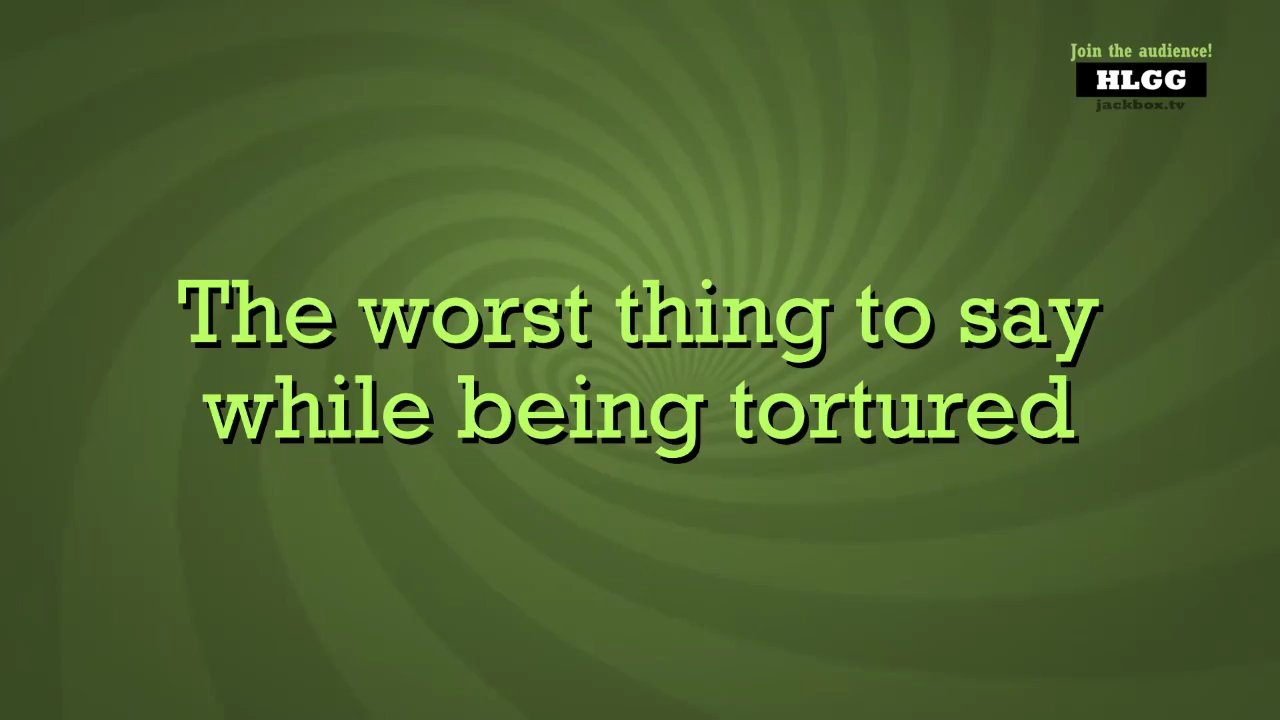 Join the audience!
HLGG
jackbox.tv
The worst thing to say
while being tortured